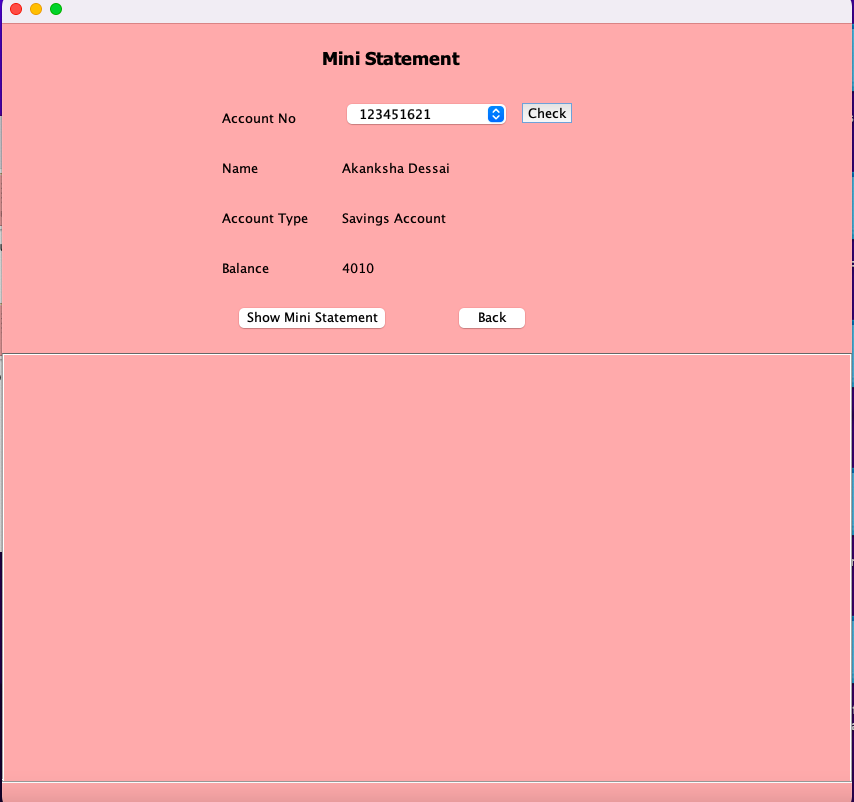 Mini Statement
Account No 123451621 Check
Name Akanksha Dessai
Account Type Savings Account
Balance 4010
Show Mini Statement Back